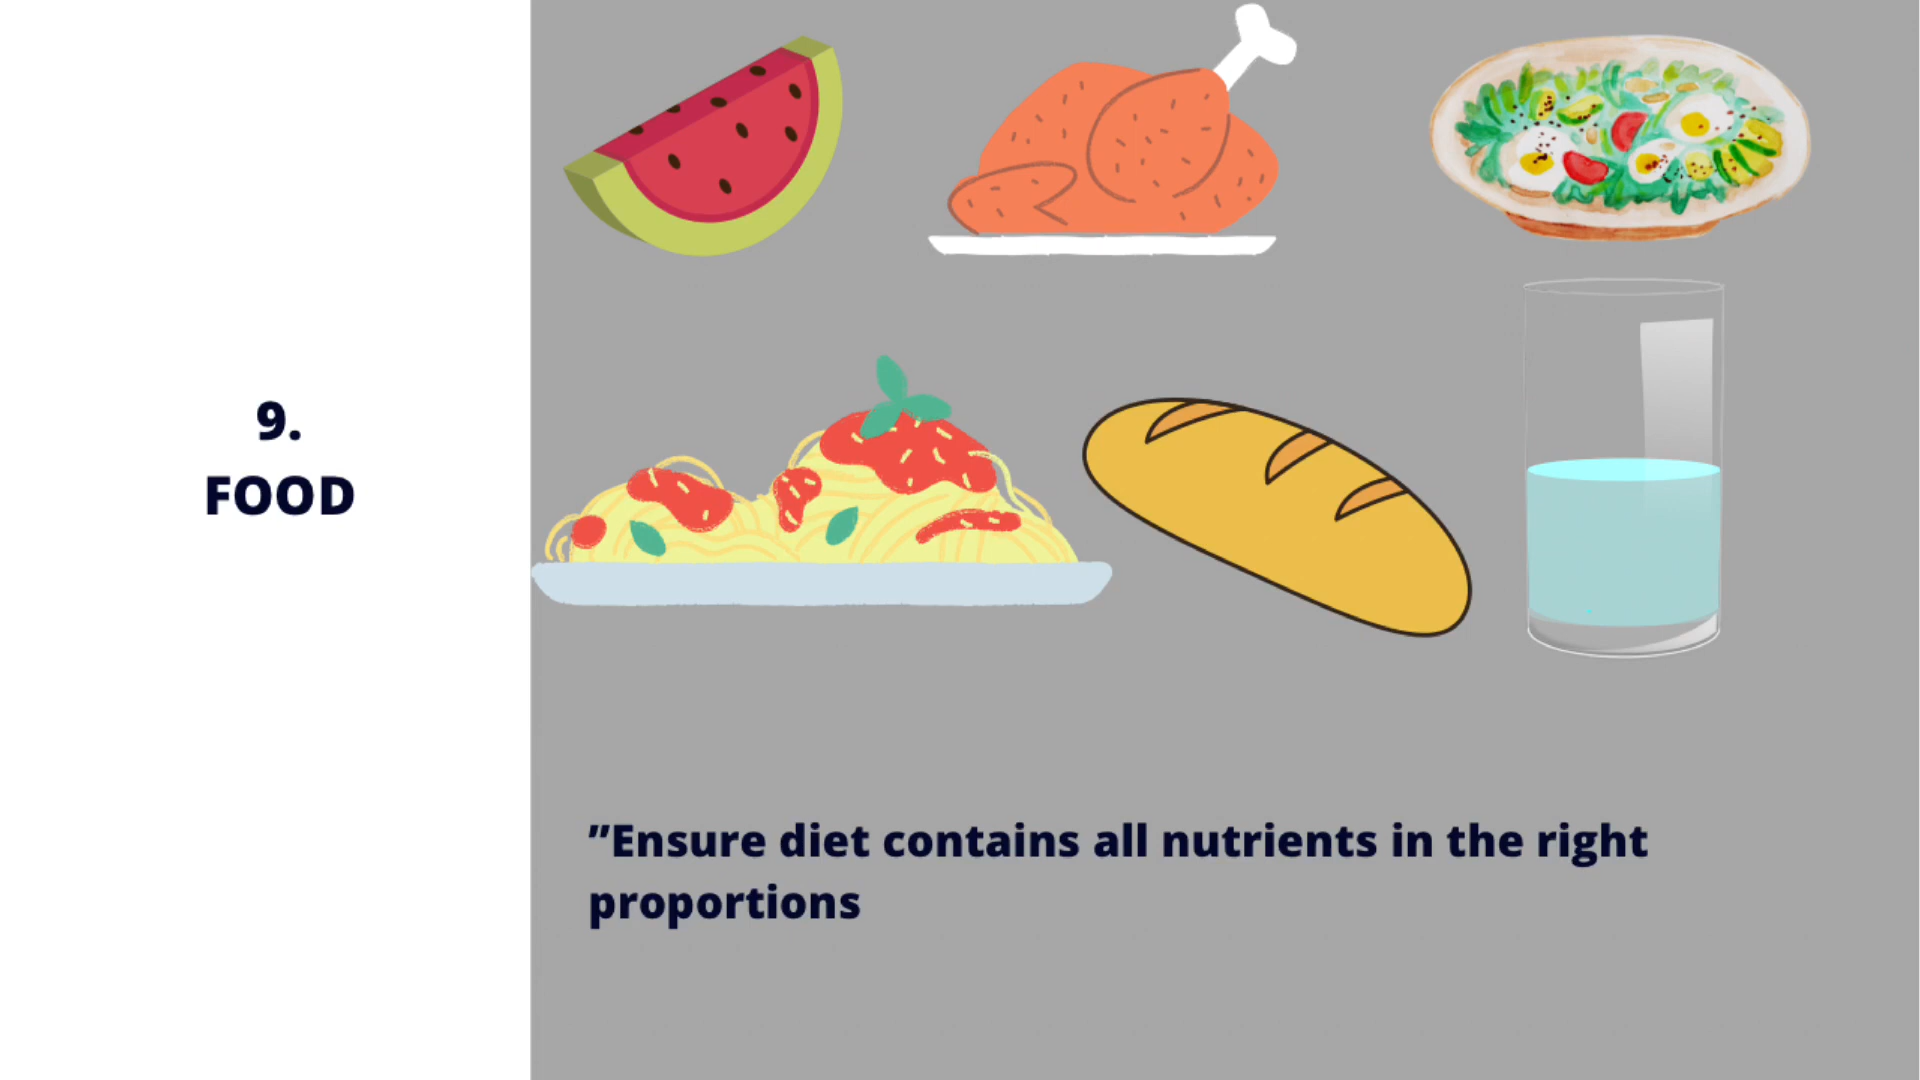 9.
FOOD
”Ensure diet contains all nutrients in the right
proportions